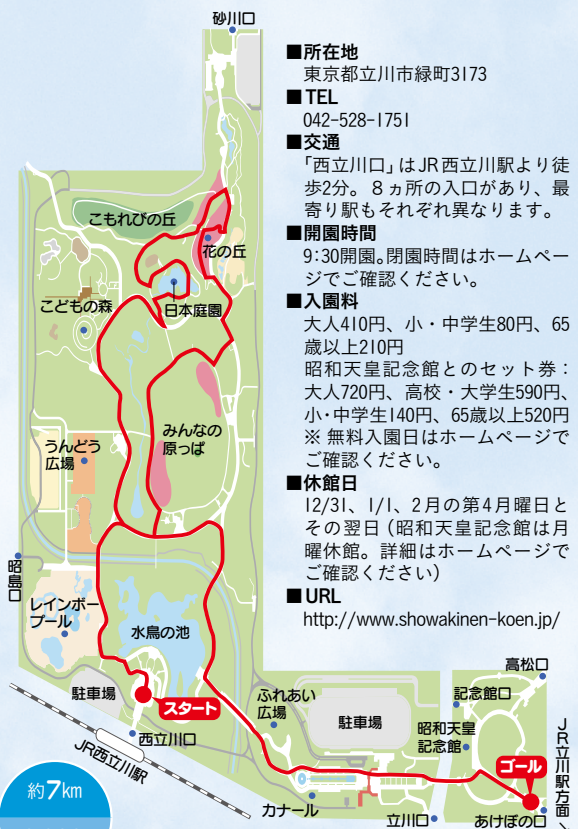 砂川口
こもれびの丘
花の丘
こどもの森
日本庭園
みんなの
原っぱ
うんどう
広場
昭島口
レインボー
プール
水鳥の池
駐車場
スタート
西立川口
JR西立川駅
約7km
ふれあい
広場
カナール
駐車場
立川口
昭和天皇
記念館
記念館口
高松口
ゴール
あけぼの口
JR立川駅方面
■所在地
東京都立川市緑町3173
■TEL
042-528-1751
■交通
「西立川口」はJR西立川駅より徒
歩2分。8ヵ所の入口があり、最
寄り駅もそれぞれ異なります。
■開園時間
9:30開園。閉園時間はホームペー
ジでご確認ください。
■入園料
大人410円、小・中学生80円、65
歳以上210円
昭和天皇記念館とのセット券：
大人720円、高校・大学生590円、
小・中学生140円、65歳以上520円
※ 無料入園日はホームページで
ご確認ください。
■休館日
12/31、1/1、2月の第4月曜日と
その翌日（昭和天皇記念館は月
曜休館。詳細はホームページで
ご確認ください）
■URL
http://www.showakinen-koen.jp/